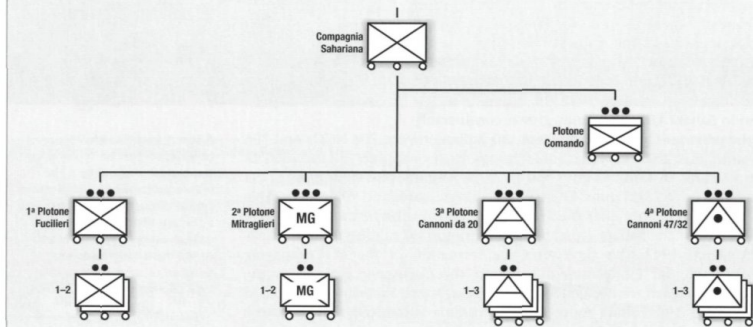 Compagnia
Sahariana
Plotone
Comando
1ª Plotone
Fucilieri
2ª Plotone
Mitraglieri
MG
3ª Plotone
Cannoni da 20
4ª Plotone
Cannoni 47/32
1–2
1–2
MG
1–3
1–3